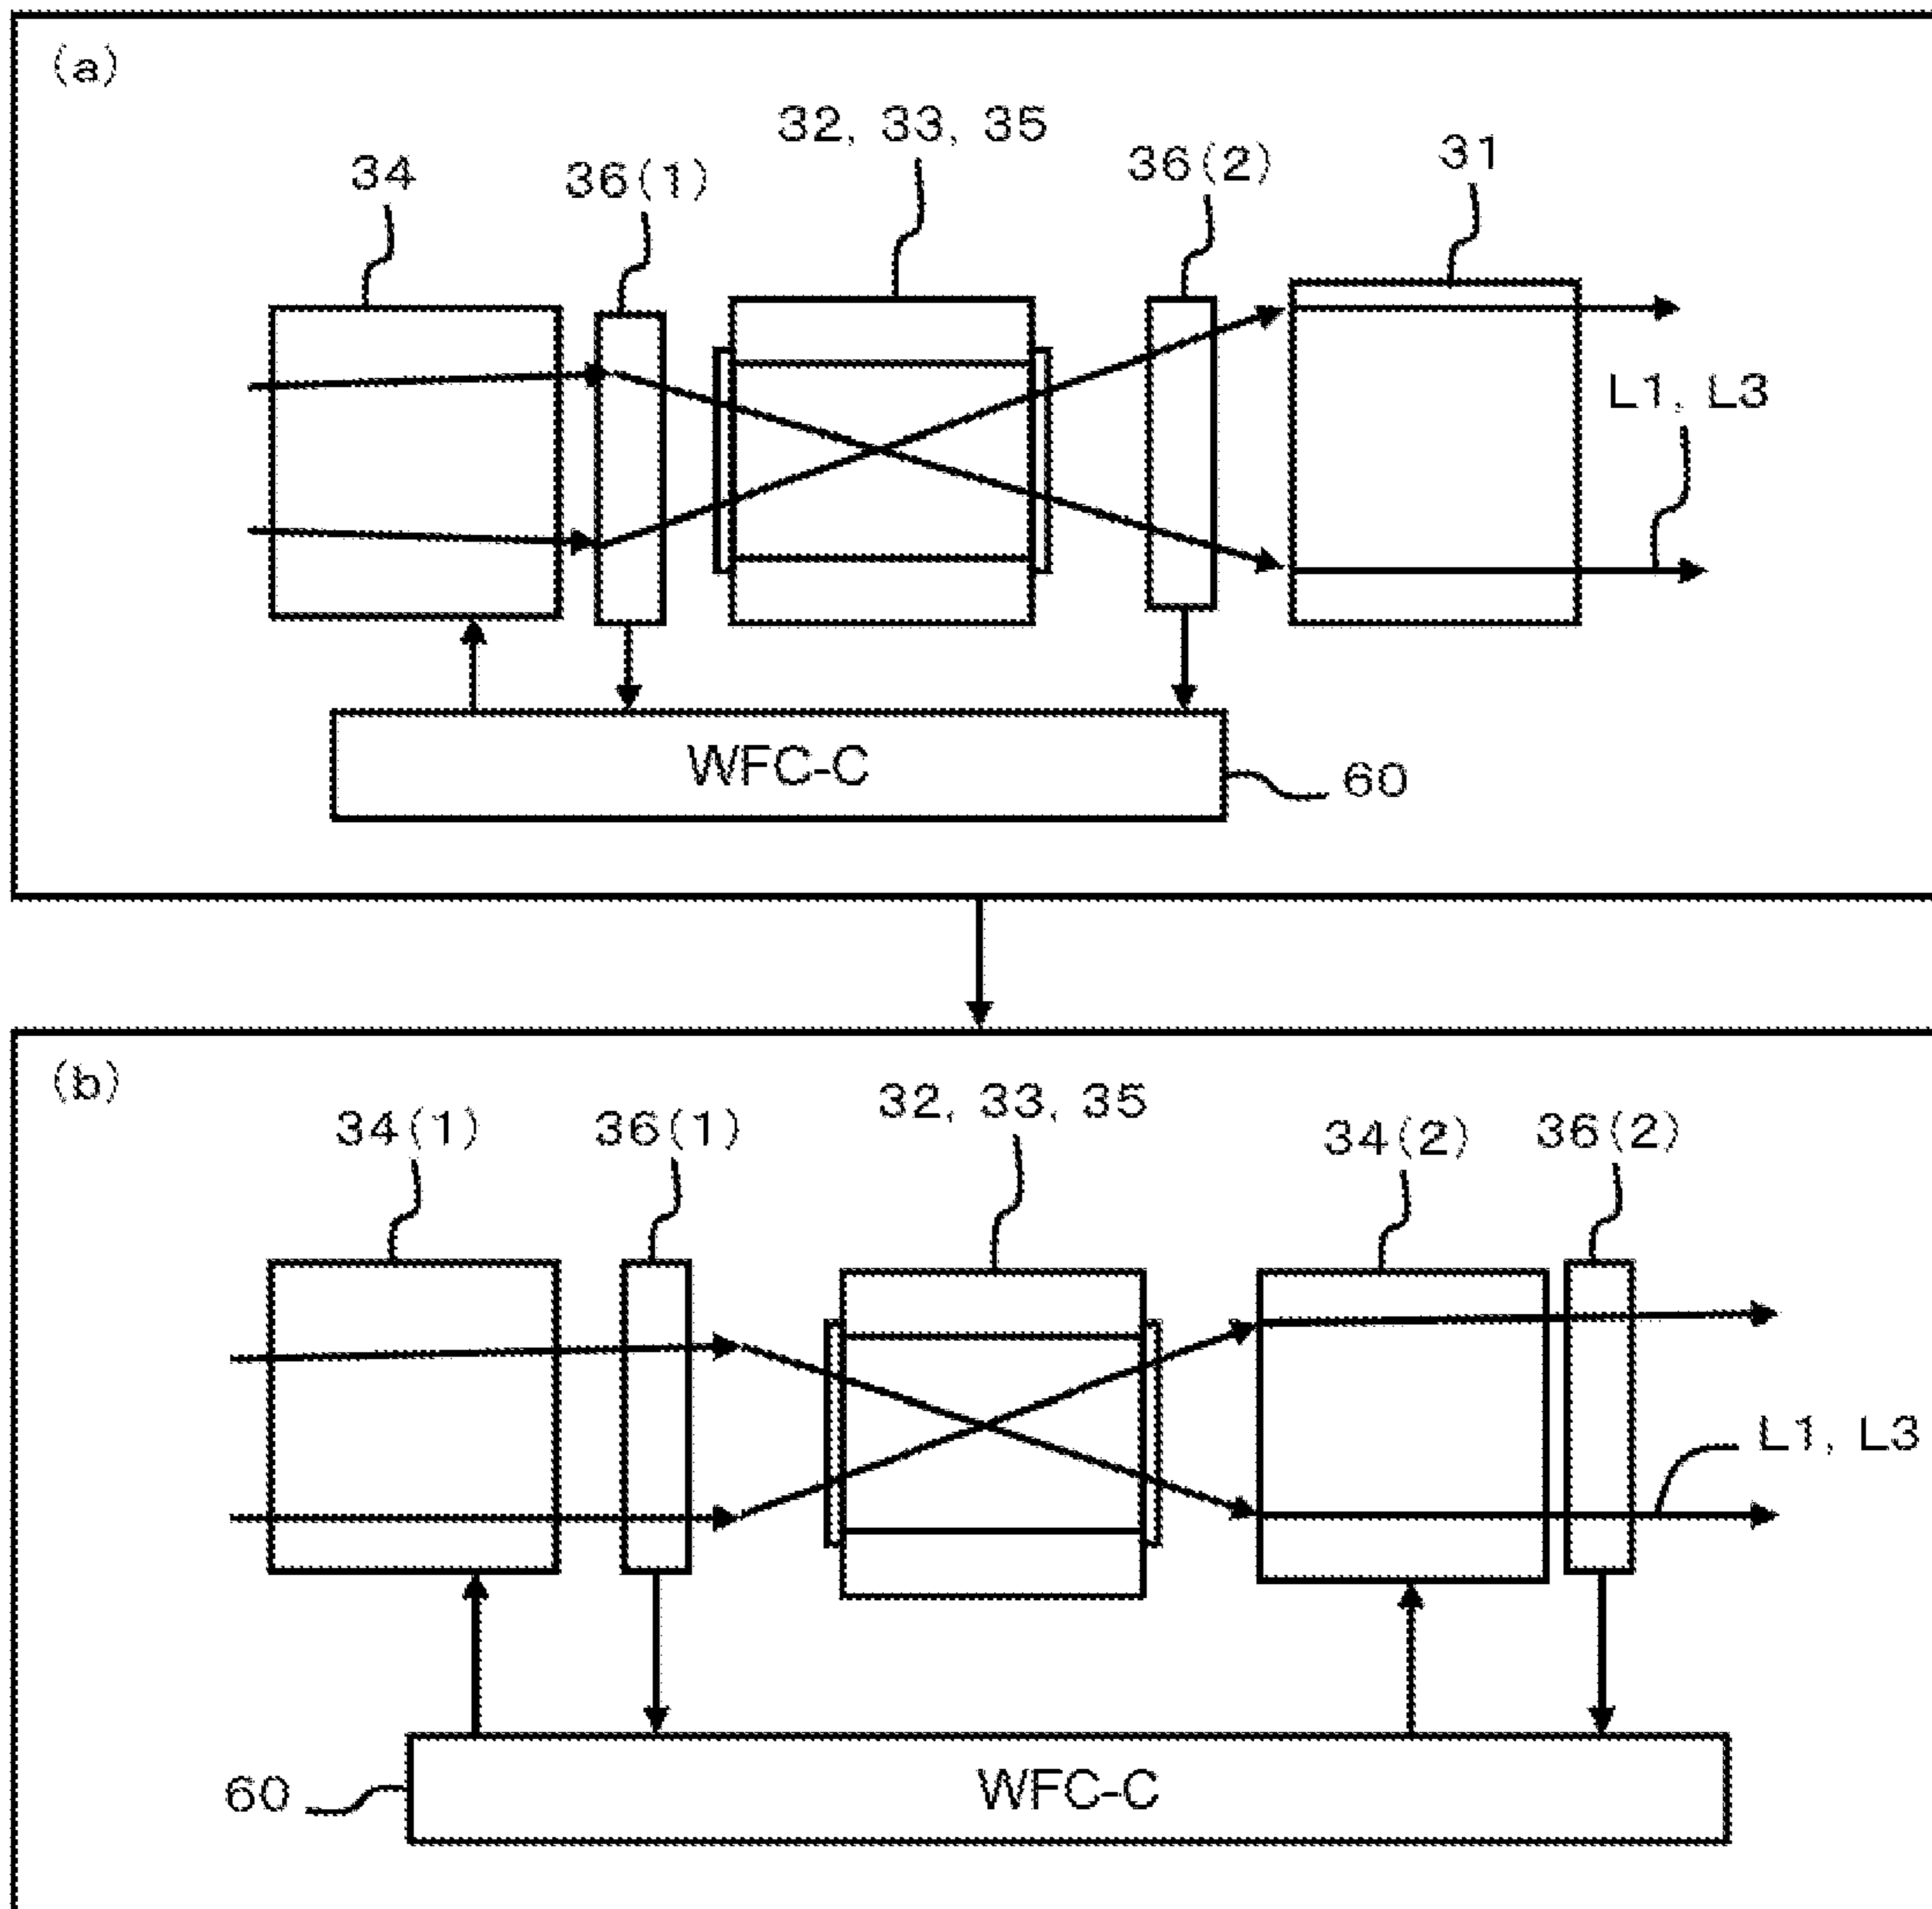 (a)
32, 33, 35
34
36(1)
36(2)
31
L1, L3
WFC-C
60
(b)
34(1)
36(1)
32, 33, 35
34(2)
36(2)
L1, L3
60
WFC-C